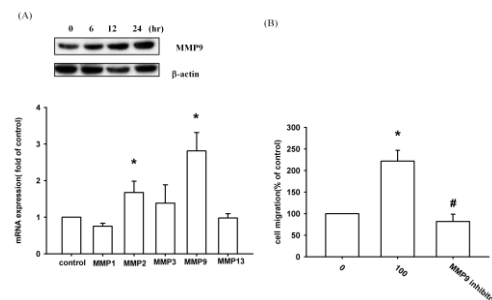 (A)
0 6 12 24 (hr)
MMP9
β-actin
mRNA expression( fold of control)
4
3
2
1
0
*
*
control MMP1 MMP2 MMP3 MMP9 MMP13
(B)
cell migration(% of control)
300
250
200
150
100
50
0
*
#
0 100 MMP9 inhibito